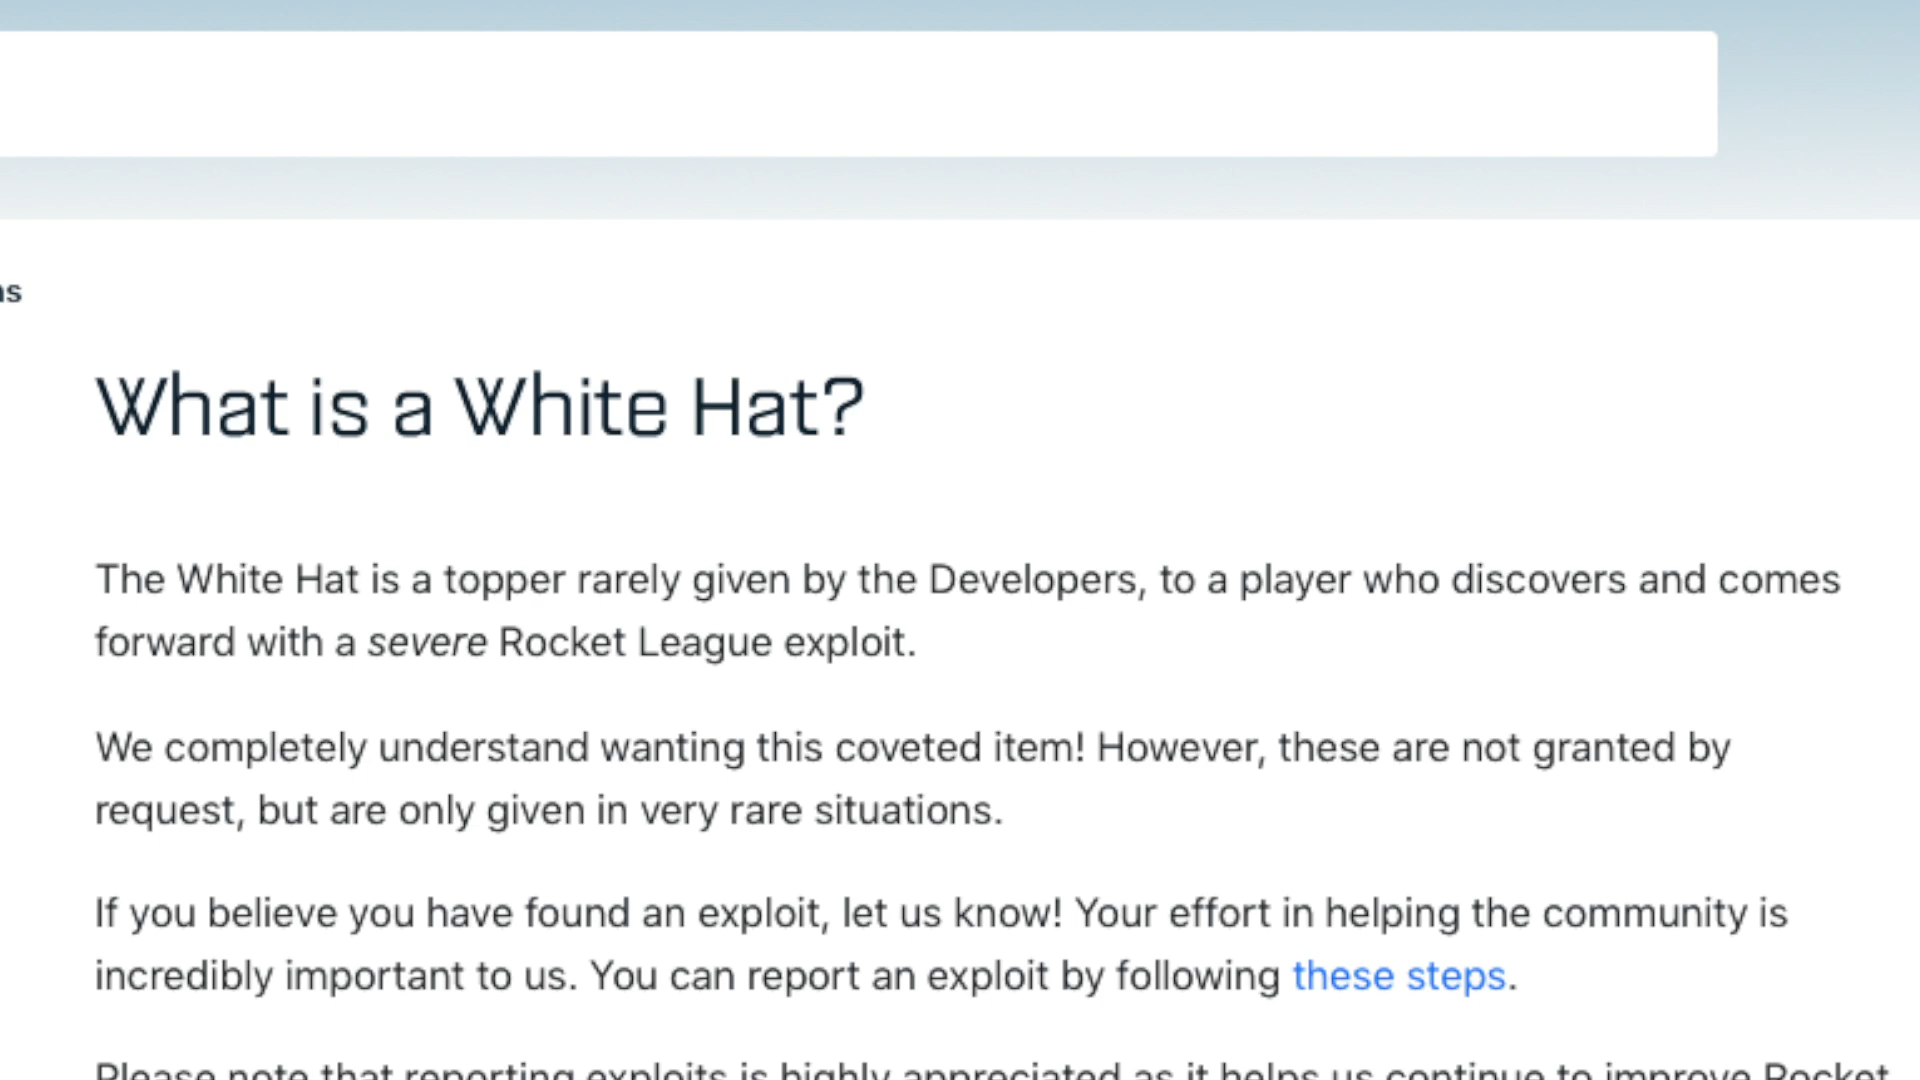 ns
What is a White Hat?
The White Hat is a topper rarely given by the Developers, to a player who discovers and comes
forward with a severe Rocket League exploit.
We completely understand wanting this coveted item! However, these are not granted by
request, but are only given in very rare situations.
If you believe you have found an exploit, let us know! Your effort in helping the community is
incredibly important to us. You can report an exploit by following these steps.
Please note that reporting exploits is highly appreciated as it helps us continue to improve Rocket